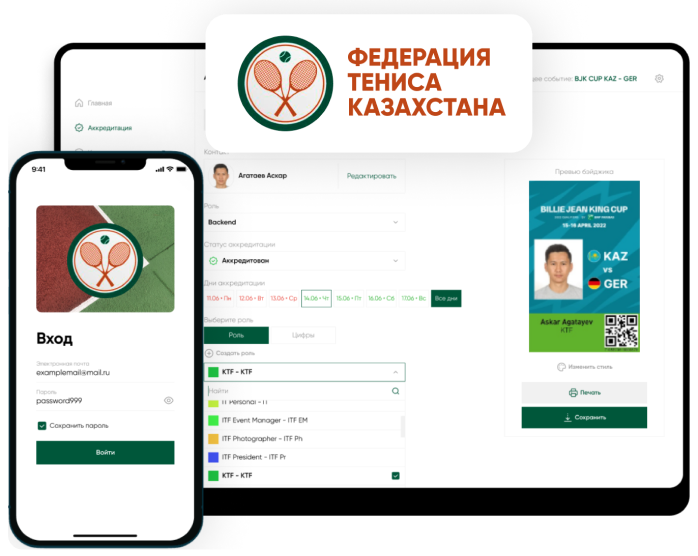 ФЕДЕРАЦИЯ
ТЕНИСА
КАЗАХСТАНА
событие: BJK CUP KAZ - GER
Главная
Аккредитация
9:41
Вход
Электронная почта
examplemail@mail.ru
Пароль
password999
Сохранить пароль
Войти
Агатаев Асхар
Редактировать
Роль
Backend
Статус аккредитации
Аккредитован
Дни аккредитации
11.06 • Пн 12.06 • Вт 13.06 • Ср 14.06 • Чт 15.06 • Пт 16.06 • Сб 17.06 • Вс Все дни
Выберите роль
Роль Цифры
Создать роль
KTF - KTF
Найти
ITF Personal - IT
ITF Event Manager - ITF EM
ITF Photographer - ITF Ph
ITF President - ITF Pr
KTF - KTF
Превью бэйджика
BILLIE JEAN KING CUP
15-16 APRIL 2022
KAZ
VS
GER
Askar Agatayev
KTF
Изменить стиль
Печать
Сохранить